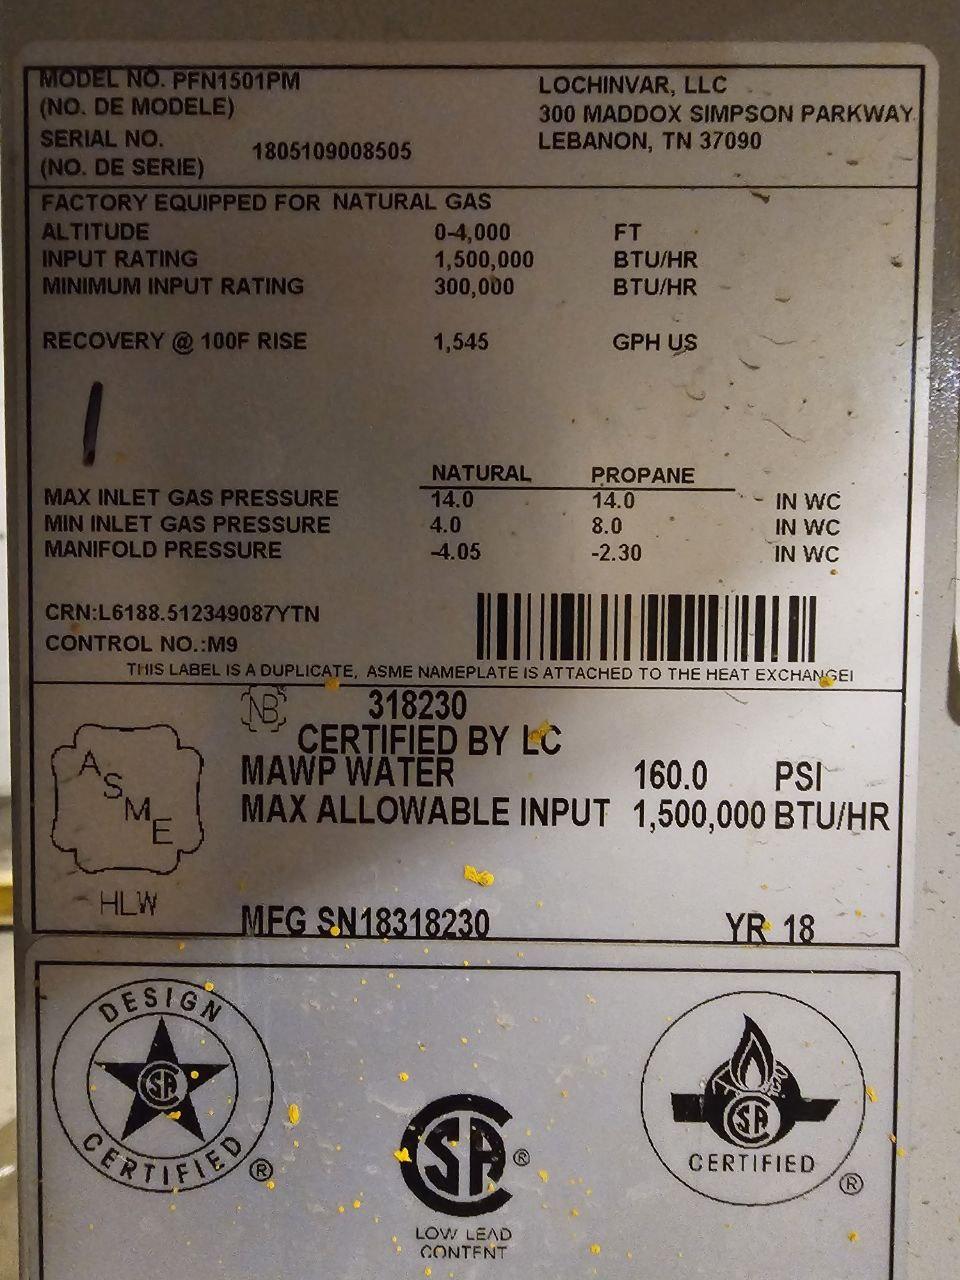 MODEL NO. PFN1501PM
(NO. DE MODELE)
SERIAL NO.
(NO. DE SERIE) 1805109008505
LOCHINVAR, LLC
300 MADDOX SIMPSON PARKWAY
LEBANON, TN 37090
FACTORY EQUIPPED FOR NATURAL GAS
ALTITUDE 0-4,000 FT
INPUT RATING 1,500,000 BTU/HR
MINIMUM INPUT RATING 300,000 BTU/HR
RECOVERY @ 100F RISE 1,545 GPH US
NATURAL PROPANE
MAX INLET GAS PRESSURE 14.0 14.0 IN WC
MIN INLET GAS PRESSURE 4.0 8.0 IN WC
MANIFOLD PRESSURE -4.05 -2.30 IN WC
CRN:L6188.512349087YTN
CONTROL NO.:M9
THIS LABEL IS A DUPLICATE, ASME NAMEPLATE IS ATTACHED TO THE HEAT EXCHANGEI
NB 318230
CERTIFIED BY LC
MAWP WATER 160.0 PSI
MAX ALLOWABLE INPUT 1,500,000 BTU/HR
ASME
HLW
MFG SN18318230 YR 18
DESIGN
SA
CERTIFIED ®
SA ®
LOW LEAD
CONTENT
SA
CERTIFIED ®